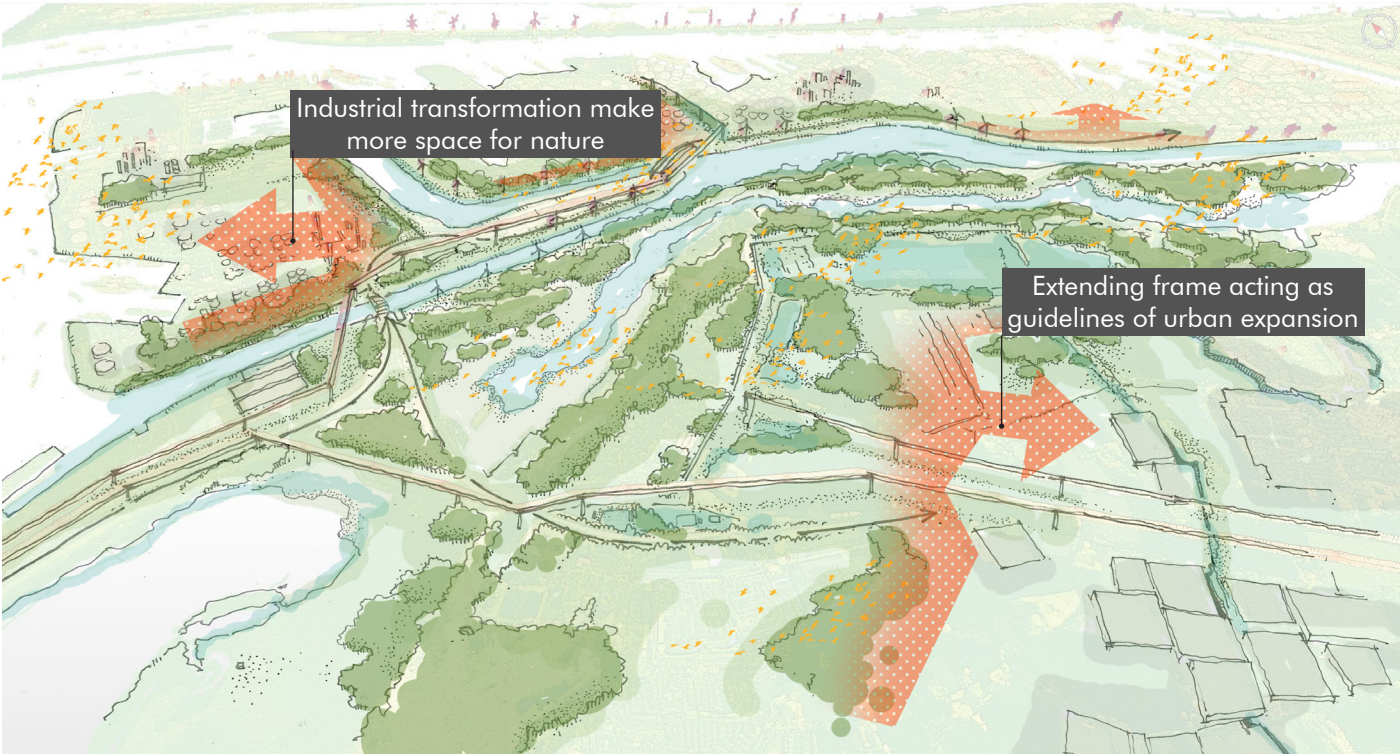 Industrial transformation make
more space for nature
Extending frame acting as
guidelines of urban expansion